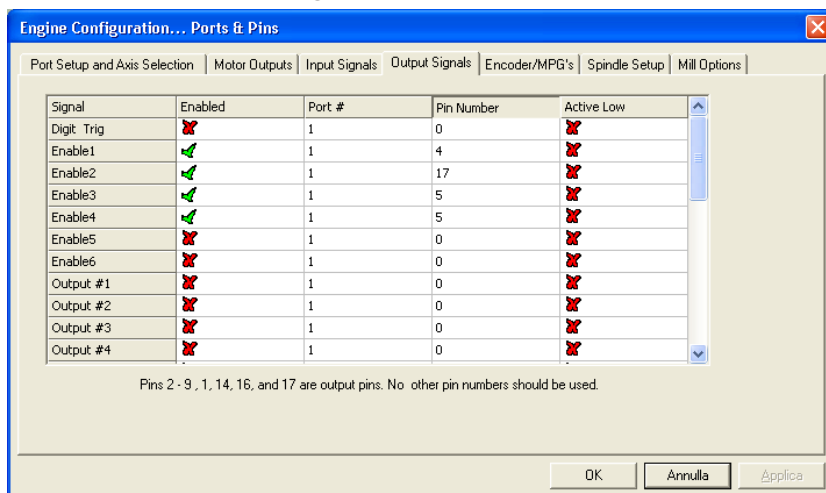 Engine Configuration... Ports & Pins
Port Setup and Axis Selection Motor Outputs Input Signals Output Signals Encoder/MPG's Spindle Setup Mill Options
Signal Enabled Port # Pin Number Active Low
Digit Trig 1 0
Enable1 1 4
Enable2 1 17
Enable3 1 5
Enable4 1 5
Enable5 1 0
Enable6 1 0
Output #1 1 0
Output #2 1 0
Output #3 1 0
Output #4 1 0
Pins 2 - 9 , 1, 14, 16, and 17 are output pins. No other pin numbers should be used.
OK Annulla Applica